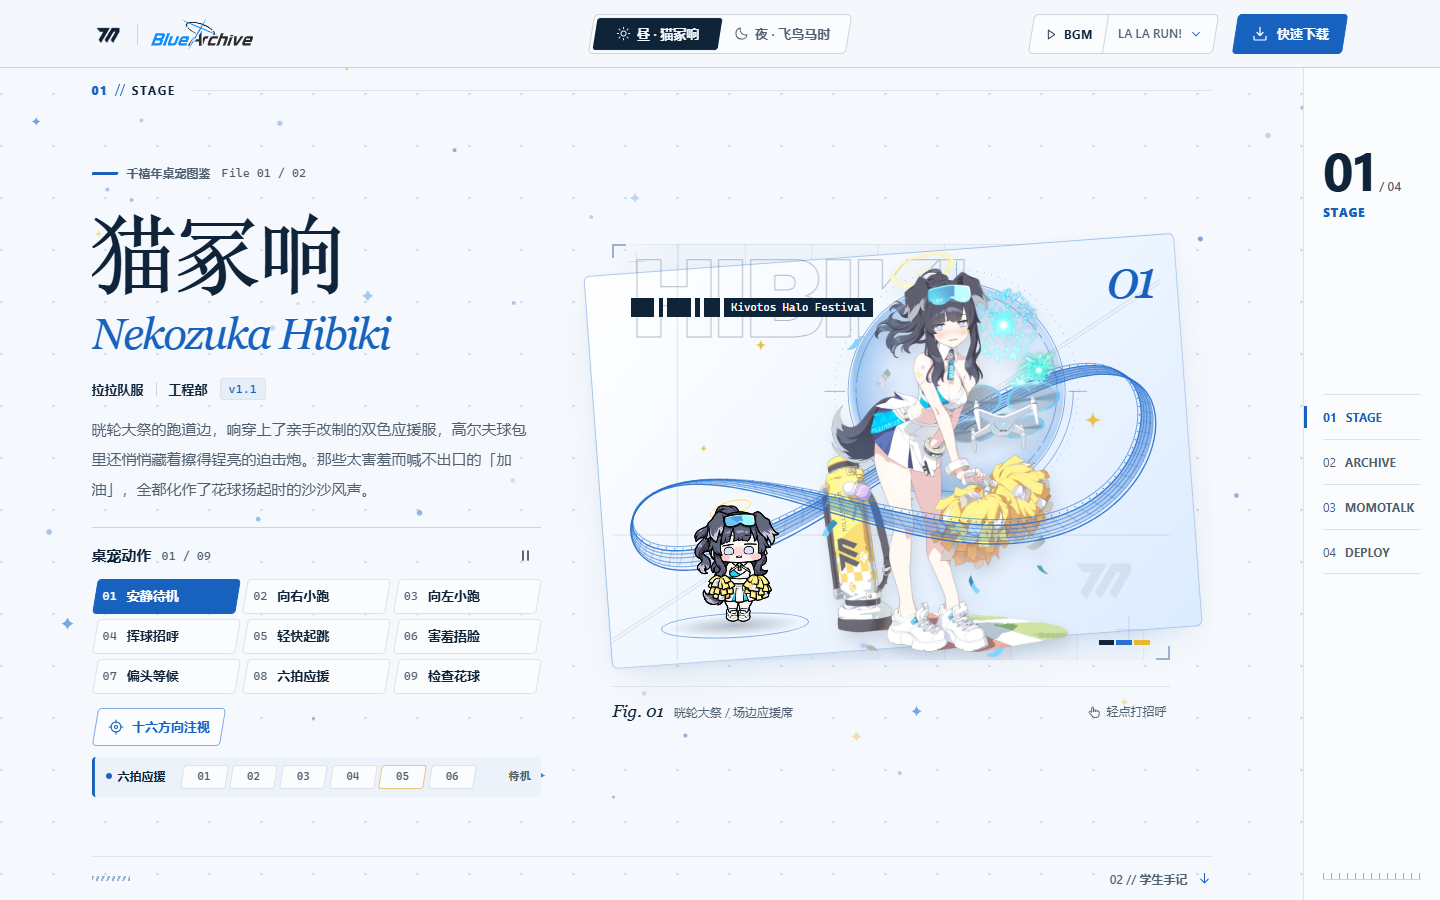 BlueArchive
昼 · 猫冢响
夜 · 飞鸟马时
BGM
LA LA RUN!
快速下载
01 // STAGE
千禧年桌宠图鉴 File 01 / 02
猫冢响
Nekozuka Hibiki
拉拉队服 工程部 v1.1
晄轮大祭的跑道边，响穿上了亲手改制的双色应援服，高尔夫球包
里还悄悄藏着擦得锃亮的迫击炮。那些太害羞而喊不出口的「加
油」，全都化作了花球扬起时的沙沙风声。
桌宠动作 01 / 09
01 安静待机
02 向右小跑
03 向左小跑
04 挥球招呼
05 轻快起跳
06 害羞捂脸
07 偏头等候
08 六拍应援
09 检查花球
十六方向注视
六拍应援 01 02 03 04 05 06 待机
HIBIKI
Kivotos Halo Festival
01
Fig. 01 晄轮大祭 / 场边应援席
轻点打招呼
02 // 学生手记
01 / 04
STAGE
01 STAGE
02 ARCHIVE
03 MOMOTALK
04 DEPLOY